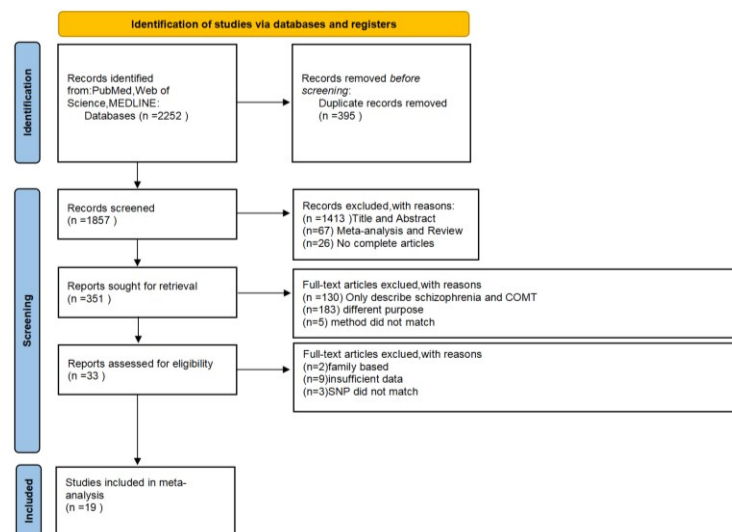 Identification of studies via databases and registers
Identification
Records identified
from:PubMed,Web of
Science,MEDLINE:
Databases (n =2252 )
Records removed before
screening:
Duplicate records removed
(n =395 )
Screening
Records screened
(n =1857 )
Records excluded,with reasons:
(n =1413 )Title and Abstract
(n=67) Meta-analysis and Review
(n=26) No complete articles
Reports sought for retrieval
(n =351 )
Full-text articles exclued,with reasons
(n =130) Only describe schizophrenia and COMT
(n=183) different purpose
(n=5) method did not match
Reports assessed for eligibility
(n =33 )
Full-text articles exclued,with reasons
(n=2)family based
(n=9)insufficient data
(n=3)SNP did not match
Included
Studies included in meta-
analysis
(n =19 )